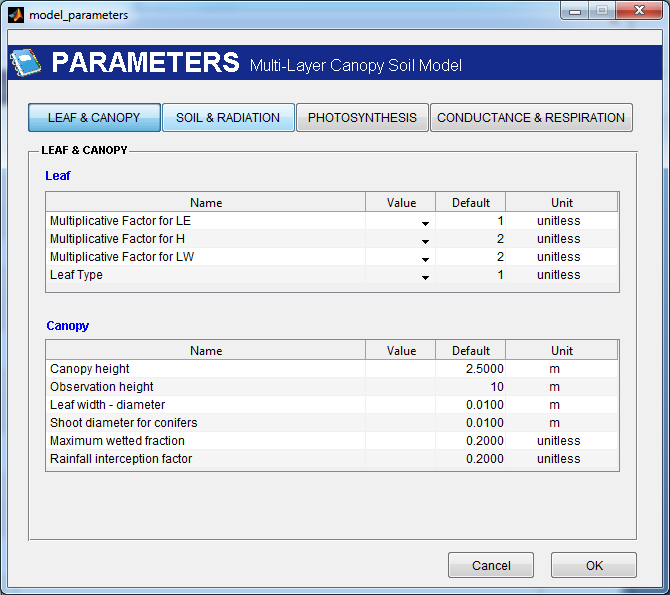 model_parameters
PARAMETERS Multi-Layer Canopy Soil Model
LEAF & CANOPY SOIL & RADIATION PHOTOSYNTHESIS CONDUCTANCE & RESPIRATION
LEAF & CANOPY
Leaf
Name Value Default Unit
Multiplicative Factor for LE 1 unitless
Multiplicative Factor for H 2 unitless
Multiplicative Factor for LW 2 unitless
Leaf Type 1 unitless
Canopy
Name Value Default Unit
Canopy height 2.5000 m
Observation height 10 m
Leaf width - diameter 0.0100 m
Shoot diameter for conifers 0.0100 m
Maximum wetted fraction 0.2000 unitless
Rainfall interception factor 0.2000 unitless
Cancel OK